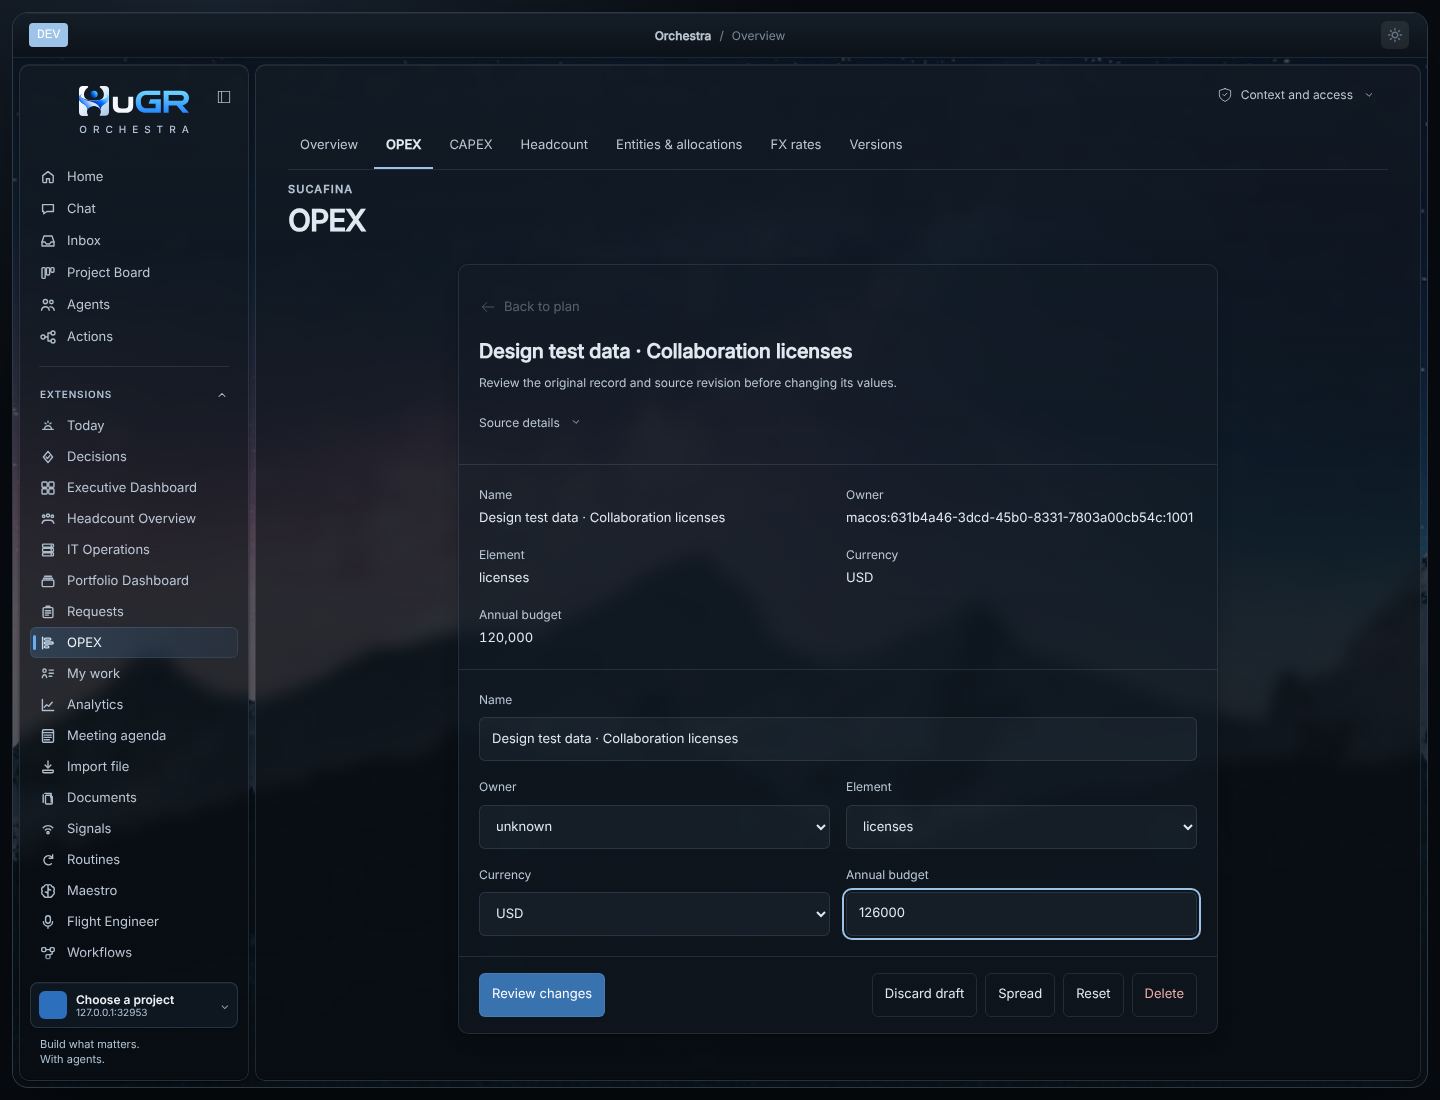 DEV
Orchestra / Overview
HuGR
ORCHESTRA
Home
Chat
Inbox
Project Board
Agents
Actions
EXTENSIONS
Today
Decisions
Executive Dashboard
Headcount Overview
IT Operations
Portfolio Dashboard
Requests
OPEX
My work
Analytics
Meeting agenda
Import file
Documents
Signals
Routines
Maestro
Flight Engineer
Workflows
Choose a project
127.0.0.1:32953
Build what matters.
With agents.
Context and access
Overview OPEX CAPEX Headcount Entities & allocations FX rates Versions
SUCAFINA
OPEX
Back to plan
Design test data · Collaboration licenses
Review the original record and source revision before changing its values.
Source details
Name
Design test data · Collaboration licenses
Owner
macos:631b4a46-3dcd-45b0-8331-7803a00cb54c:1001
Element
licenses
Currency
USD
Annual budget
120,000
Name
Design test data · Collaboration licenses
Owner
unknown
Element
licenses
Currency
USD
Annual budget
126000
Review changes Discard draft Spread Reset Delete